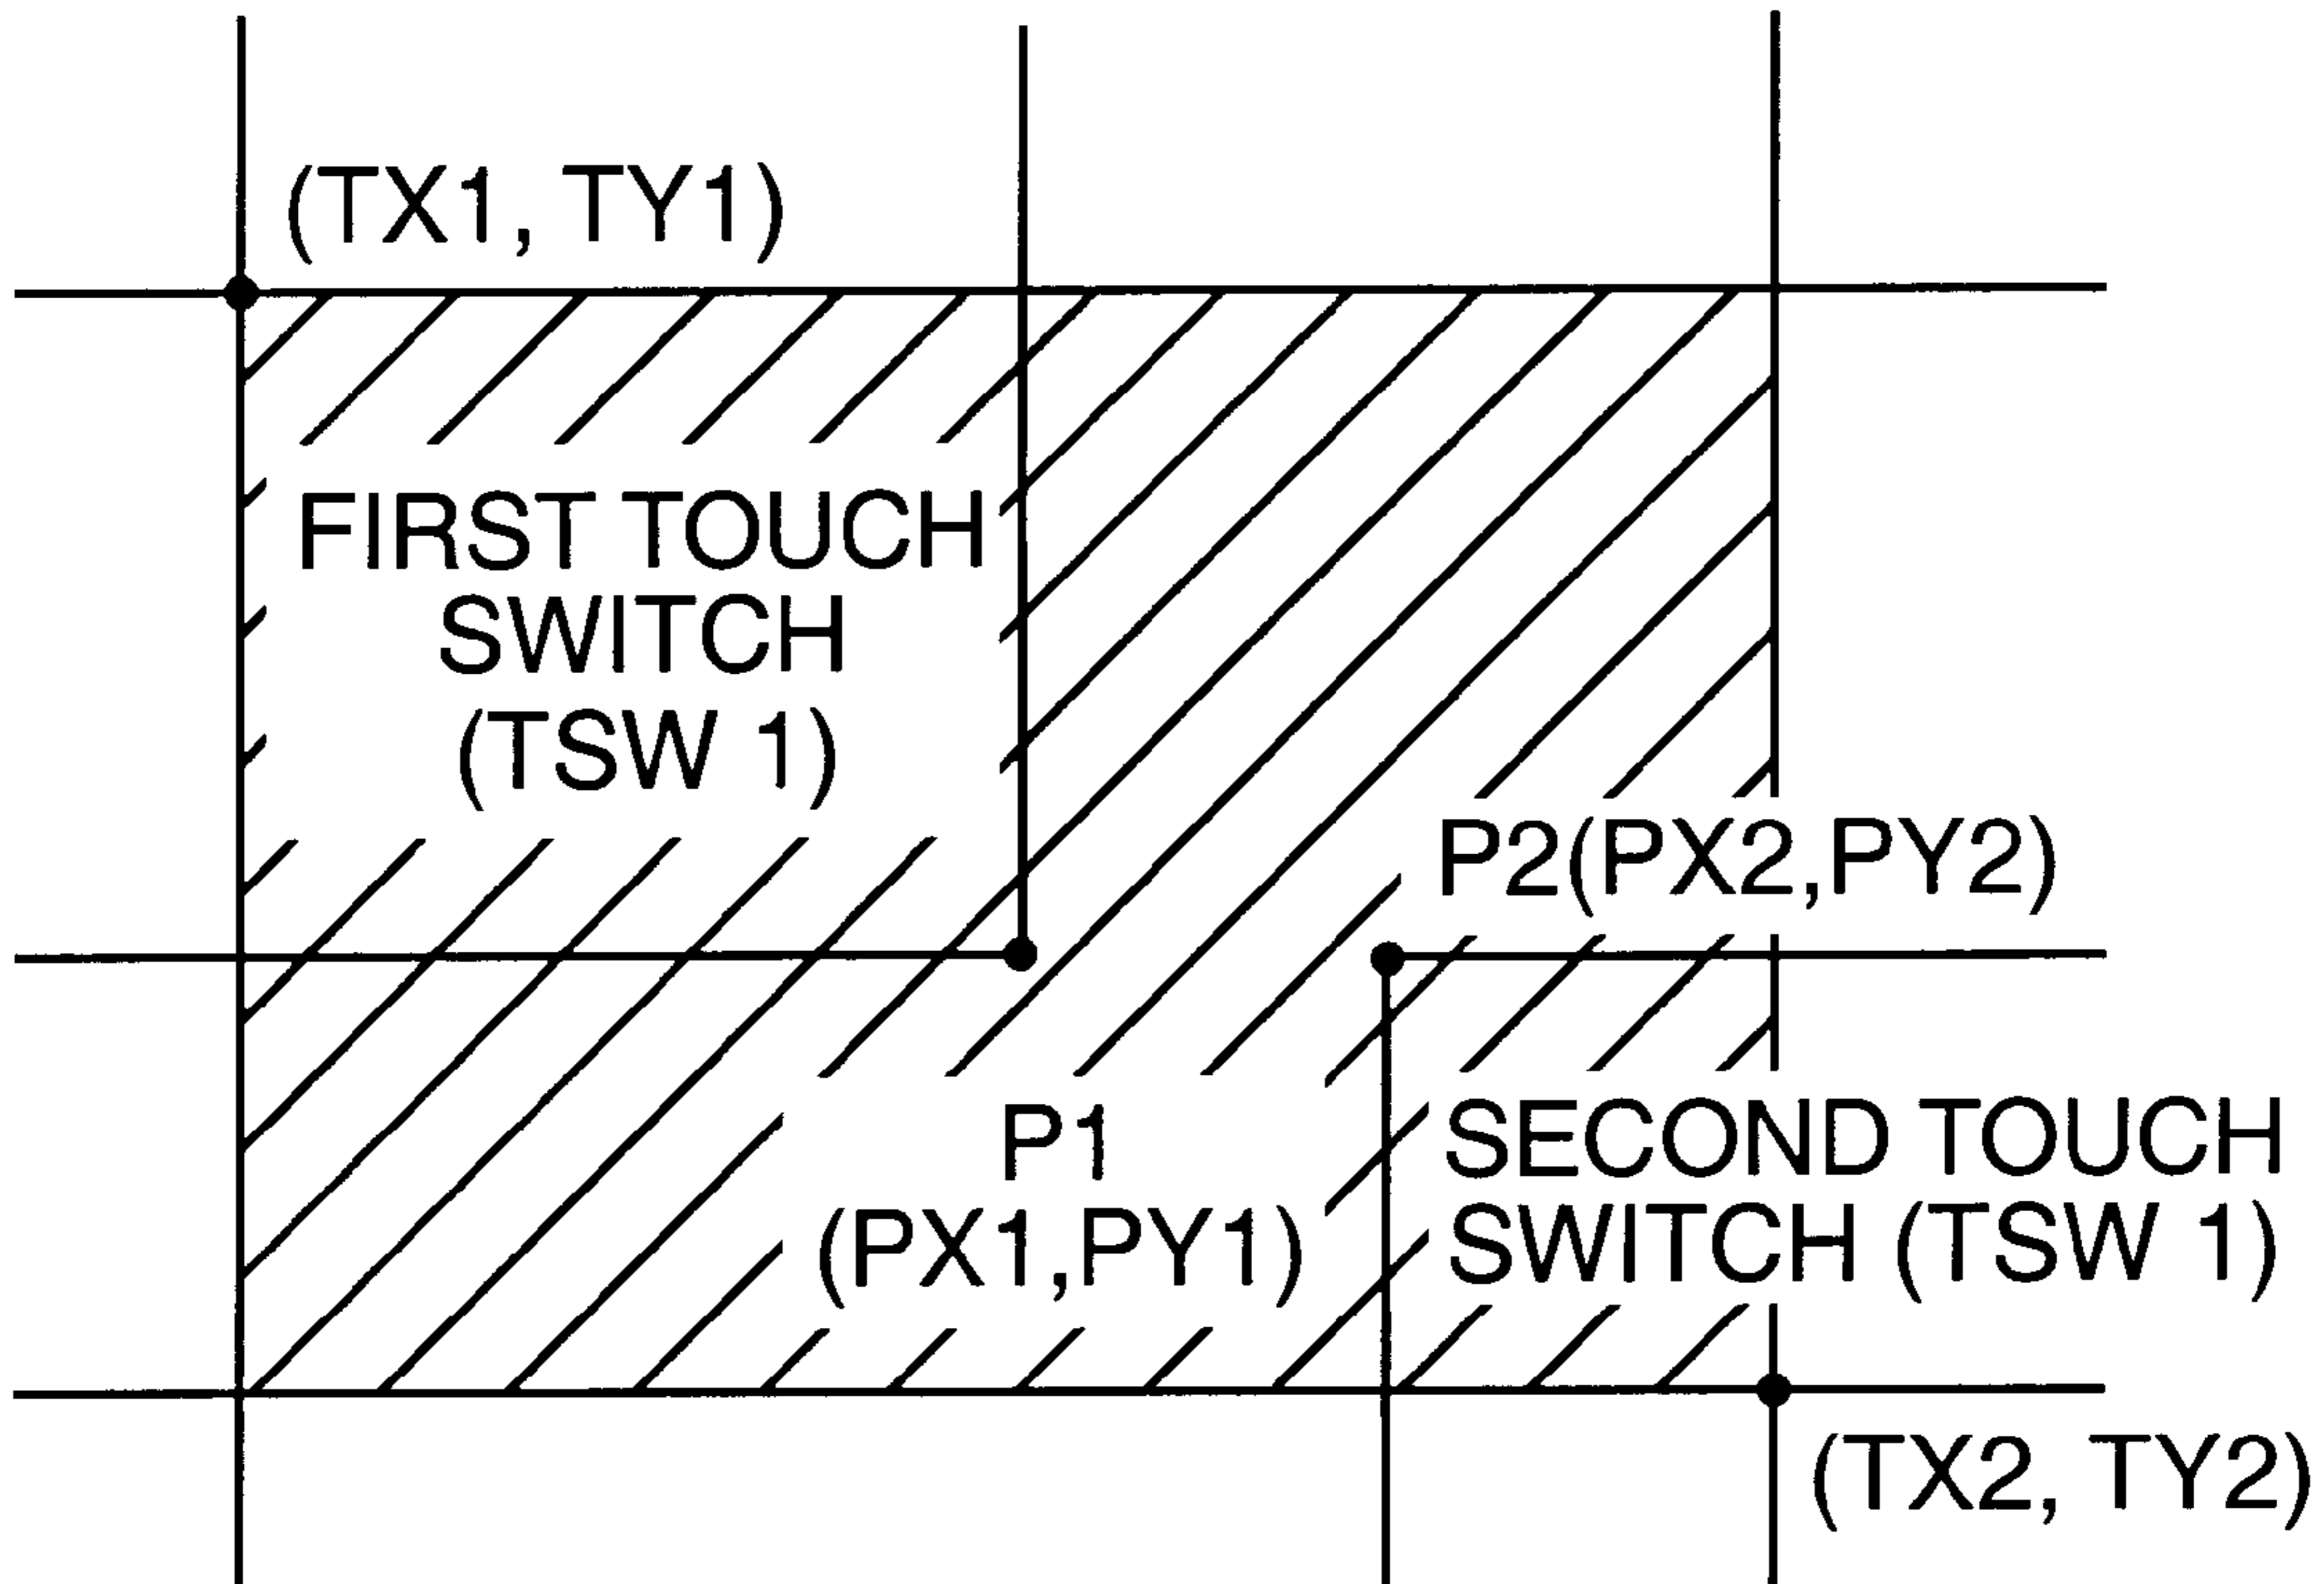 (TX1, TY1)
FIRST TOUCH
SWITCH
(TSW 1)
P2(PX2,PY2)
P1
(PX1,PY1)
SECOND TOUCH
SWITCH (TSW 1)
(TX2, TY2)